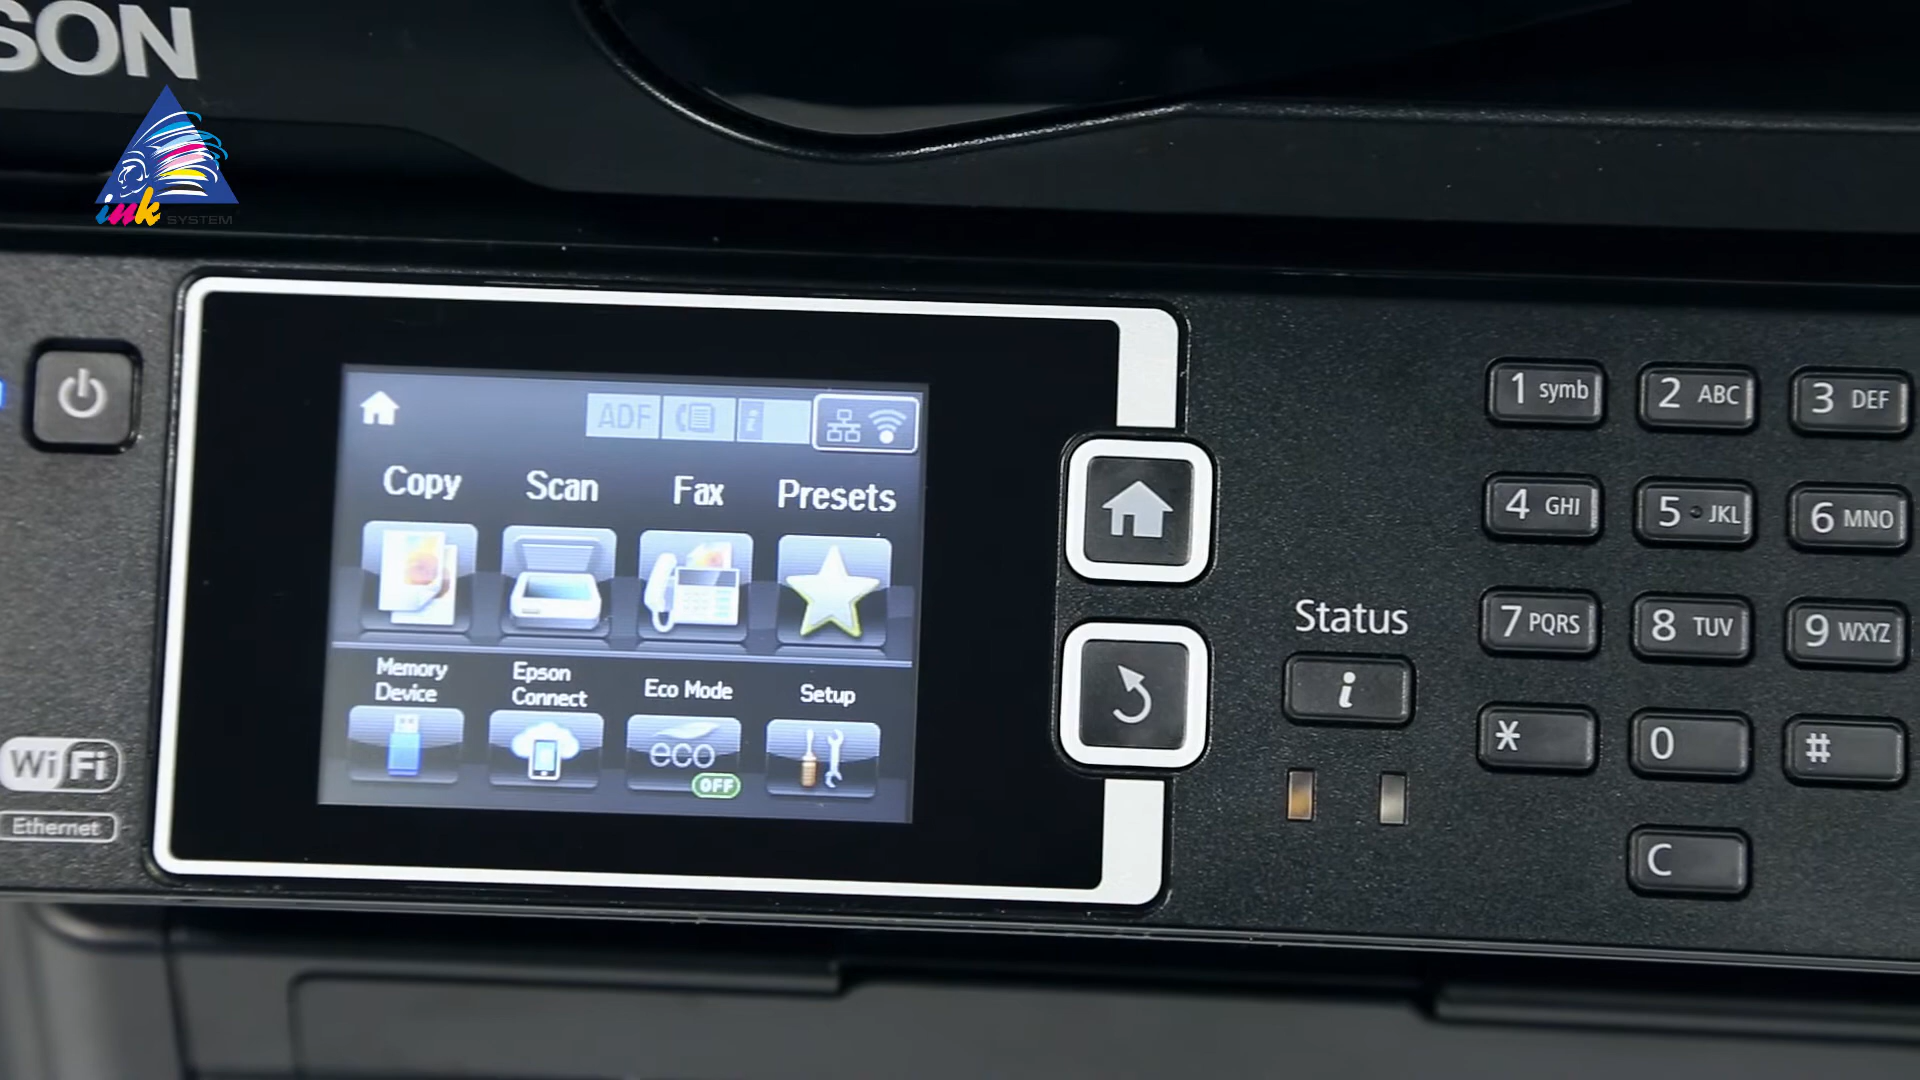 SON
ink SYSTEM
ADF
Copy Scan Fax Presets
Memory Device
Epson Connect
Eco Mode
Setup
eco
OFF
WiFi
Ethernet
Status
i
1 symb 2 ABC 3 DEF
4 GHI 5 JKL 6 MNO
7 PQRS 8 TUV 9 WXYZ
* 0 #
C